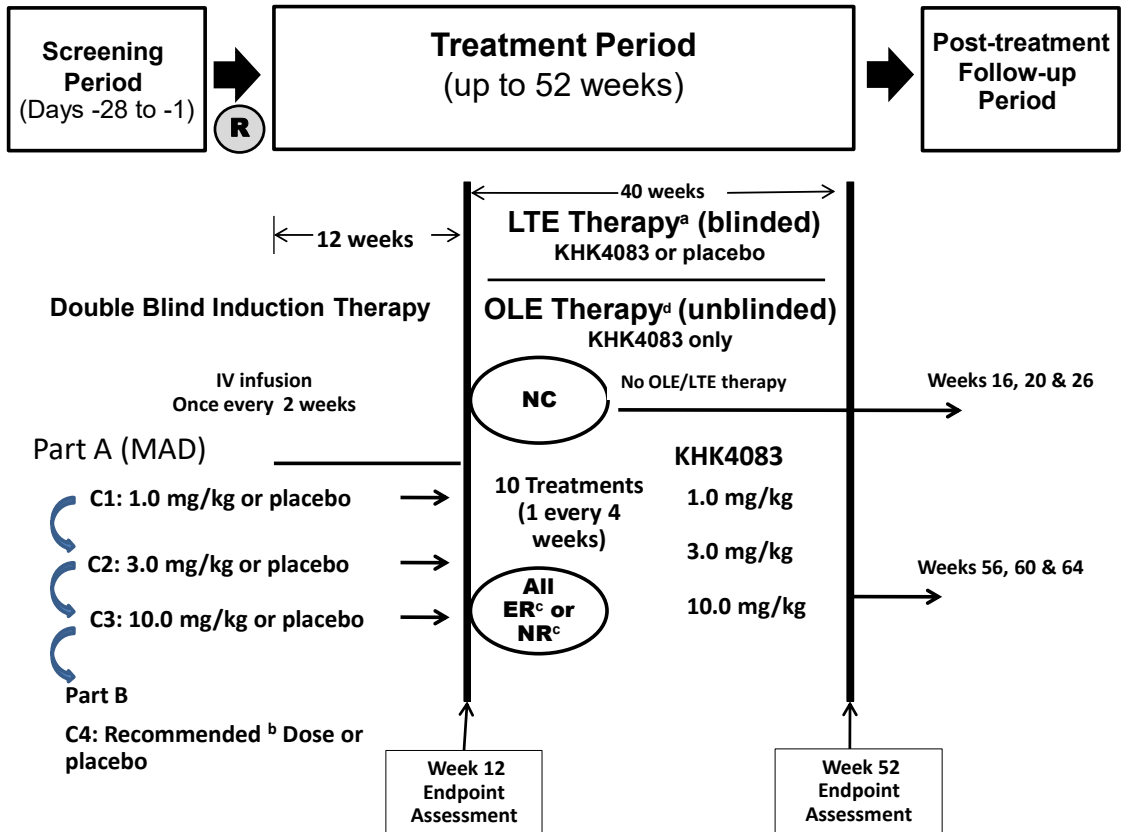 Screening
Period
(Days -28 to -1)
R
Treatment Period
(up to 52 weeks)
Post-treatment
Follow-up
Period
40 weeks
12 weeks
LTE Therapyᵃ (blinded)
KHK4083 or placebo
Double Blind Induction Therapy
OLE Therapyᵈ (unblinded)
KHK4083 only
IV infusion
Once every 2 weeks
NC
No OLE/LTE therapy
Weeks 16, 20 & 26
Part A (MAD)
C1: 1.0 mg/kg or placebo
C2: 3.0 mg/kg or placebo
C3: 10.0 mg/kg or placebo
10 Treatments
(1 every 4
weeks)
KHK4083
1.0 mg/kg
3.0 mg/kg
10.0 mg/kg
All
ERᶜ or
NRᶜ
Weeks 56, 60 & 64
Part B
C4: Recommended ᵇ Dose or
placebo
Week 12
Endpoint
Assessment
Week 52
Endpoint
Assessment